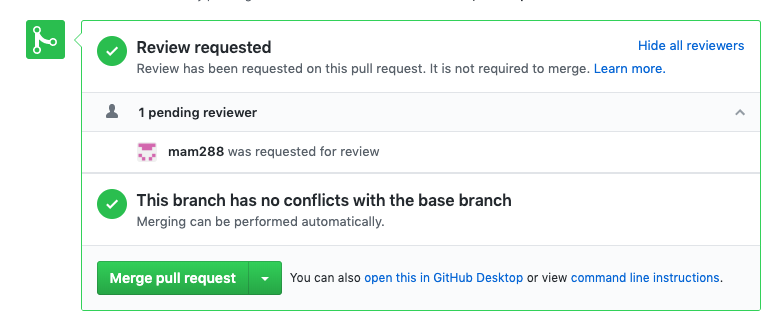 Review requested
Hide all reviewers
Review has been requested on this pull request. It is not required to merge. Learn more.
1 pending reviewer
mam288 was requested for review
This branch has no conflicts with the base branch
Merging can be performed automatically.
Merge pull request
You can also open this in GitHub Desktop or view command line instructions.